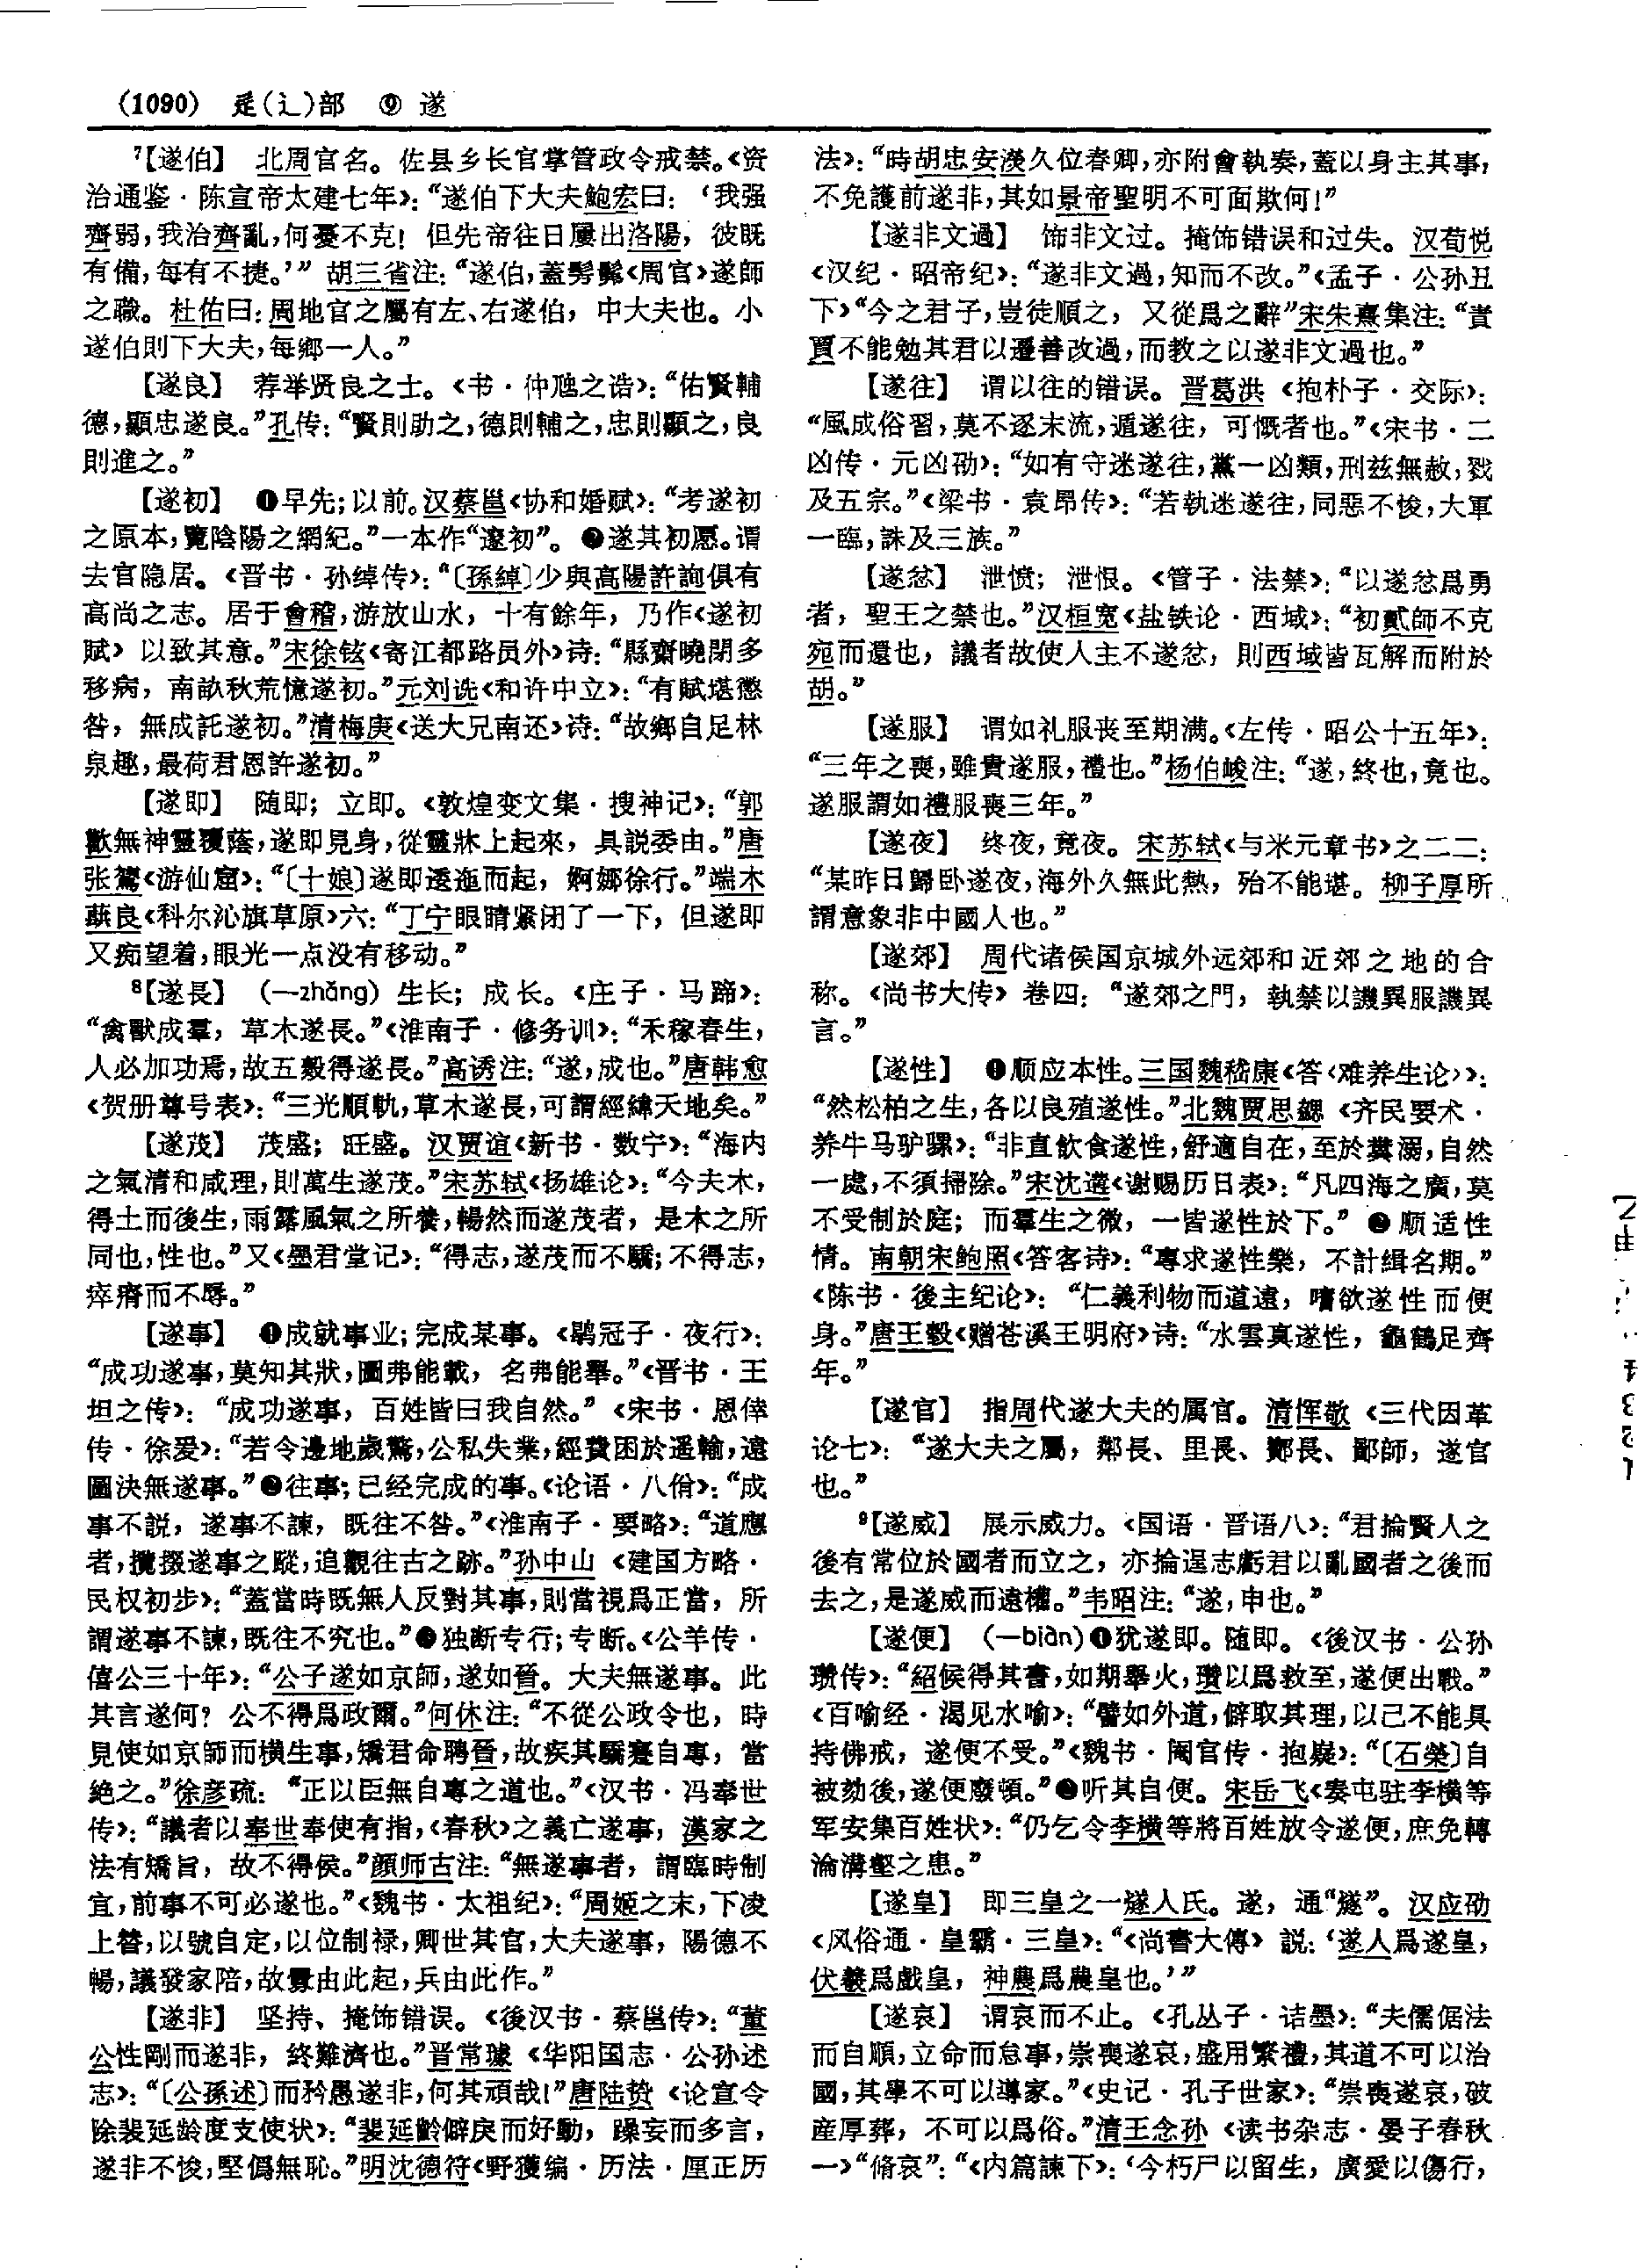 (1090) 辵(辶)部 ⑨ 遂
⁷【遂伯】 北周官名。佐县乡长官掌管政令戒禁。《资
治通鉴·陈宣帝太建七年》：“遂伯下大夫鮑宏曰：‘我强
齊弱，我治齊亂，何憂不克！但先帝往日屢出洛陽，彼既
有備，每有不捷。’” 胡三省注：“遂伯，蓋髣髴《周官》遂師
之職。杜佑曰：周地官之屬有左、右遂伯，中大夫也。小
遂伯則下大夫，每鄉一人。”
【遂良】 荐举贤良之士。《书·仲虺之诰》：“佑賢輔
德，顯忠遂良。”孔传：“賢則助之，德則輔之，忠則顯之，良
則進之。”
【遂初】 ❶早先；以前。汉蔡邕《协和婚赋》：“考遂初
之原本，覽陰陽之綱紀。”一本作“邃初”。❷遂其初愿。谓
去官隐居。《晋书·孙绰传》：“〔孫綽〕少與高陽許詢俱有
高尚之志。居于會稽，游放山水，十有餘年，乃作《遂初
賦》以致其意。”宋徐铉《寄江都路员外》诗：“縣齋曉閉多
移病，南畝秋荒憶遂初。”元刘诜《和许中立》：“有賦堪懲
咎，無成託遂初。”清梅庚《送大兄南还》诗：“故鄉自足林
泉趣，最荷君恩許遂初。”
【遂即】 随即；立即。《敦煌变文集·搜神记》：“郭
歡無神靈覆蔭，遂即見身，從靈牀上起來，具説委由。”唐
张鷟《游仙窟》：“〔十娘〕遂即逶迤而起，婀娜徐行。”端木
蕻良《科尔沁旗草原》六：“丁宁眼睛紧闭了一下，但遂即
又痴望着，眼光一点没有移动。”
⁸【遂長】 （—zhǎng）生长；成长。《庄子·马蹄》：
“禽獸成羣，草木遂長。”《淮南子·修务训》：“禾稼春生，
人必加功焉，故五穀得遂長。”高诱注：“遂，成也。”唐韩愈
《贺册尊号表》：“三光順軌，草木遂長，可謂經緯天地矣。”
【遂茂】 茂盛；旺盛。汉贾谊《新书·数宁》：“海内
之氣清和咸理，則萬生遂茂。”宋苏轼《扬雄论》：“今夫木，
得土而後生，雨露風氣之所養，暢然而遂茂者，是木之所
同也，性也。”又《墨君堂记》：“得志，遂茂而不驕；不得志，
瘁瘠而不辱。”
【遂事】 ❶成就事业；完成某事。《鹖冠子·夜行》：
“成功遂事，莫知其狀，圖弗能載，名弗能舉。”《晋书·王
坦之传》：“成功遂事，百姓皆曰我自然。”《宋书·恩倖
传·徐爰》：“若令邊地歲驚，公私失業，經費困於遥輸，遠
圖決無遂事。”❷往事；已经完成的事。《论语·八佾》：“成
事不説，遂事不諫，既往不咎。”《淮南子·要略》：“道應
者，攬掇遂事之蹤，追觀往古之跡。”孙中山《建国方略·
民权初步》：“蓋當時既無人反對其事，則當視爲正當，所
謂遂事不諫，既往不究也。”❸独断专行；专断。《公羊传·
僖公三十年》：“公子遂如京師，遂如晉。大夫無遂事。此
其言遂何？公不得爲政爾。”何休注：“不從公政令也，時
見使如京師而横生事，矯君命聘晉，故疾其驕蹇自專，當
絶之。”徐彦疏：“正以臣無自專之道也。”《汉书·冯奉世
传》：“議者以奉世奉使有指，《春秋》之義亡遂事，漢家之
法有矯旨，故不得侯。”顔师古注：“無遂事者，謂臨時制
宜，前事不可必遂也。”《魏书·太祖纪》：“周姬之末，下凌
上替，以號自定，以位制禄，卿世其官，大夫遂事，陽德不
暢，議發家陪，故釁由此起，兵由此作。”
【遂非】 坚持、掩饰错误。《後汉书·蔡邕传》：“董
公性剛而遂非，終難濟也。”晋常璩《华阳国志·公孙述
志》：“〔公孫述〕而矜愚遂非，何其頑哉！”唐陆贽《论宣令
除裴延龄度支使状》：“裴延齡僻戾而好動，躁妄而多言，
遂非不悛，堅僞無恥。”明沈德符《野獲编·历法·厘正历
法》：“時胡忠安濙久位春卿，亦附會執奏，蓋以身主其事，
不免護前遂非，其如景帝聖明不可面欺何！”
【遂非文過】 饰非文过。掩饰错误和过失。汉荀悦
《汉纪·昭帝纪》：“遂非文過，知而不改。”《孟子·公孙丑
下》“今之君子，豈徒順之，又從爲之辭”宋朱熹集注：“責
賈不能勉其君以遷善改過，而教之以遂非文過也。”
【遂往】 谓以往的错误。晋葛洪《抱朴子·交际》：
“風成俗習，莫不逐末流，遁遂往，可慨者也。”《宋书·二
凶传·元凶劭》：“如有守迷遂往，黨一凶類，刑兹無赦，戮
及五宗。”《梁书·袁昂传》：“若執迷遂往，同惡不悛，大軍
一臨，誅及三族。”
【遂忿】 泄愤；泄恨。《管子·法禁》：“以遂忿爲勇
者，聖王之禁也。”汉桓宽《盐铁论·西域》：“初貳師不克
宛而還也，議者故使人主不遂忿，則西域皆瓦解而附於
胡。”
【遂服】 谓如礼服丧至期满。《左传·昭公十五年》：
“三年之喪，雖貴遂服，禮也。”杨伯峻注：“遂，終也，竟也。
遂服謂如禮服喪三年。”
【遂夜】 终夜，竟夜。宋苏轼《与米元章书》之二二：
“某昨日歸卧遂夜，海外久無此熱，殆不能堪。柳子厚所
謂意象非中國人也。”
【遂郊】 周代诸侯国京城外远郊和近郊之地的合
称。《尚书大传》卷四：“遂郊之門，執禁以譏異服譏異
言。”
【遂性】 ❶顺应本性。三国魏嵇康《答〈难养生论〉》：
“然松柏之生，各以良殖遂性。”北魏贾思勰《齐民要术·
养牛马驴骡》：“非直飲食遂性，舒適自在，至於糞溺，自然
一處，不須掃除。”宋沈遘《谢赐历日表》：“凡四海之廣，莫
不受制於庭；而羣生之微，一皆遂性於下。”❷顺适性
情。南朝宋鲍照《答客诗》：“專求遂性樂，不計緝名期。”
《陈书·後主纪论》：“仁義利物而道遠，嗜欲遂性而便
身。”唐王毂《赠苍溪王明府》诗：“水雲真遂性，龜鶴足齊
年。”
【遂官】 指周代遂大夫的属官。清恽敬《三代因革
论七》：“遂大夫之屬，鄰長、里長、酇長、鄙師，遂官
也。”
⁹【遂威】 展示威力。《国语·晋语八》：“君掄賢人之
後有常位於國者而立之，亦掄逞志虧君以亂國者之後而
去之，是遂威而遠權。”韦昭注：“遂，申也。”
【遂便】 （—biàn）❶犹遂即。随即。《後汉书·公孙
瓒传》：“紹候得其書，如期舉火，瓚以爲救至，遂便出戰。”
《百喻经·渴见水喻》：“譬如外道，僻取其理，以己不能具
持佛戒，遂便不受。”《魏书·阉官传·抱嶷》：“〔石榮〕自
被劾後，遂便廢頓。”❷听其自便。宋岳飞《奏屯驻李横等
军安集百姓状》：“仍乞令李横等將百姓放令遂便，庶免轉
淪溝壑之患。”
【遂皇】 即三皇之一燧人氏。遂，通“燧”。汉应劭
《风俗通·皇霸·三皇》：“《尚書大傳》説：‘遂人爲遂皇，
伏羲爲戲皇，神農爲農皇也。’”
【遂哀】 谓哀而不止。《孔丛子·诘墨》：“夫儒倨法
而自順，立命而怠事，崇喪遂哀，盛用繁禮，其道不可以治
國，其學不可以導家。”《史记·孔子世家》：“崇喪遂哀，破
産厚葬，不可以爲俗。”清王念孙《读书杂志·晏子春秋
一》“脩哀”：“《内篇諫下》：‘今朽尸以留生，廣愛以傷行，